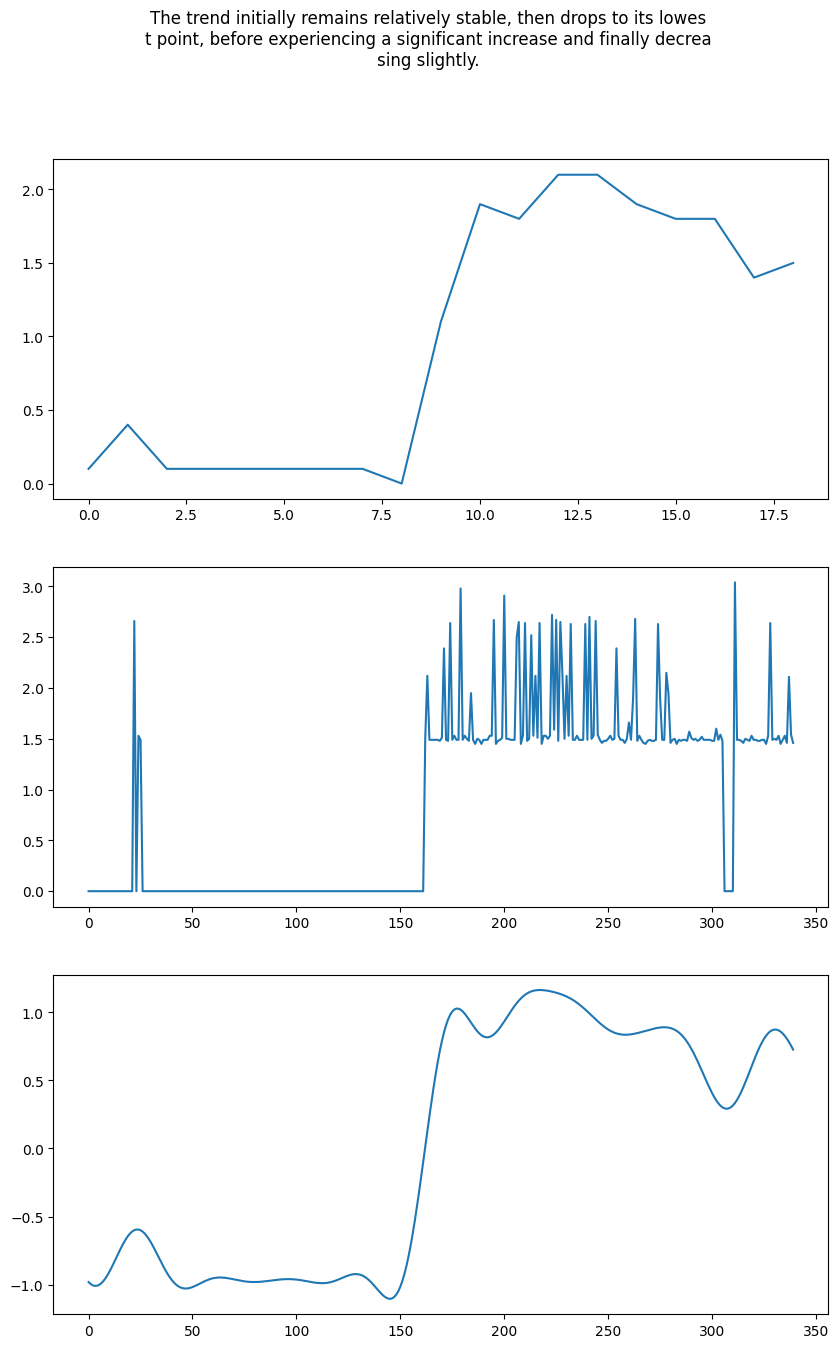 The trend initially remains relatively stable, then drops to its lowes
t point, before experiencing a significant increase and finally decrea
sing slightly.
2.0
1.5
1.0
0.5
0.0
0.0 2.5 5.0 7.5 10.0 12.5 15.0 17.5
3.0
2.5
2.0
1.5
1.0
0.5
0.0
0 50 100 150 200 250 300 350
1.0
0.5
0.0
−0.5
−1.0
0 50 100 150 200 250 300 350